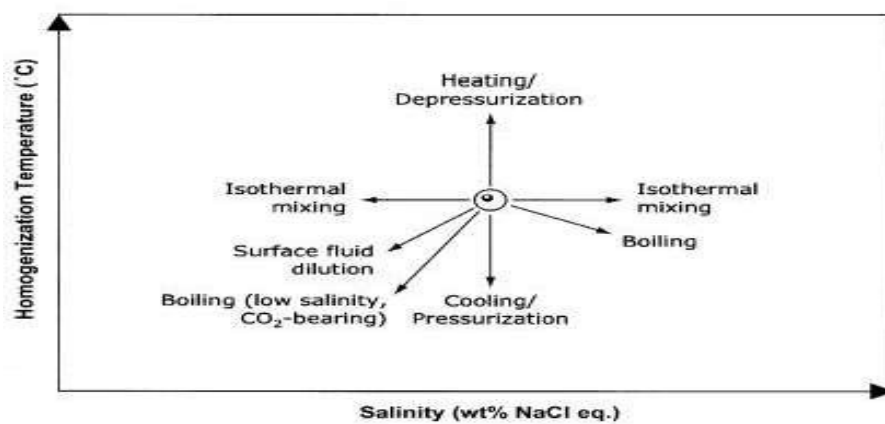 Homogenization Temperature (˚C)
Heating/
Depressurization
Isothermal
mixing
Isothermal
mixing
Boiling
Surface fluid
dilution
Boiling (low salinity,
CO₂-bearing)
Cooling/
Pressurization
Salinity (wt% NaCl eq.)